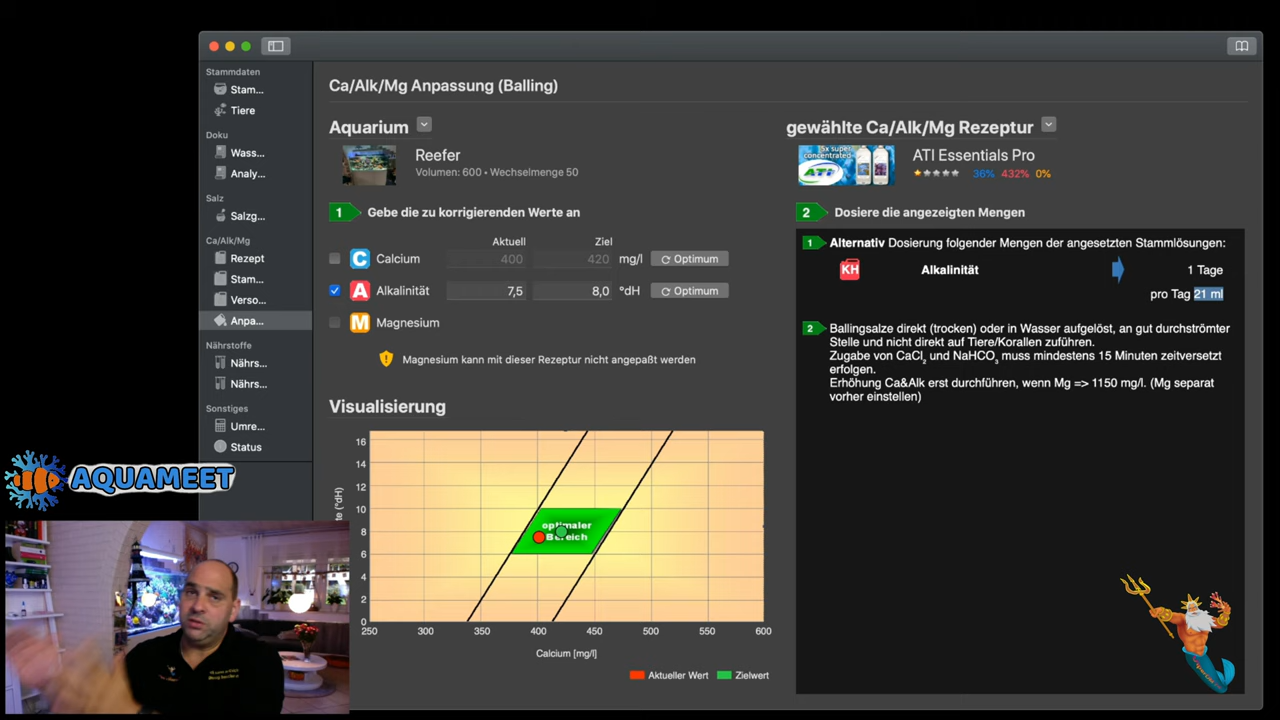 Stammdaten
Stam...
Tiere
Doku
Wass...
Analy...
Salz
Salzg...
Ca/Alk/Mg
Rezept
Stam...
Verso...
Anpa...
Nährstoffe
Nährs...
Nährs...
Sonstiges
Umre...
Status
AQUAMEET
Ca/Alk/Mg Anpassung (Balling)
Aquarium
Reefer
Volumen: 600 • Wechselmenge 50
1 Gebe die zu korrigierenden Werte an
Aktuell Ziel
C Calcium 400 420 mg/l Optimum
A Alkalinität 7,5 8,0 °dH Optimum
M Magnesium
Magnesium kann mit dieser Rezeptur nicht angepaßt werden
Visualisierung
16
14
12
10
8
6
4
2
0
te (°dH)
optimaler
Bereich
250 300 350 400 450 500 550 600
Calcium [mg/l]
Aktueller Wert Zielwert
gewählte Ca/Alk/Mg Rezeptur
5x super
concentrated
ATI
ATI Essentials Pro
36% 432% 0%
2 Dosiere die angezeigten Mengen
1 Alternativ Dosierung folgender Mengen der angesetzten Stammlösungen:
KH Alkalinität 1 Tage
pro Tag 21 ml
2 Ballingsalze direkt (trocken) oder in Wasser aufgelöst, an gut durchströmter
Stelle und nicht direkt auf Tiere/Korallen zuführen.
Zugabe von CaCl2 und NaHCO3 muss mindestens 15 Minuten zeitversetzt
erfolgen.
Erhöhung Ca&Alk erst durchführen, wenn Mg => 1150 mg/l. (Mg separat
vorher einstellen)